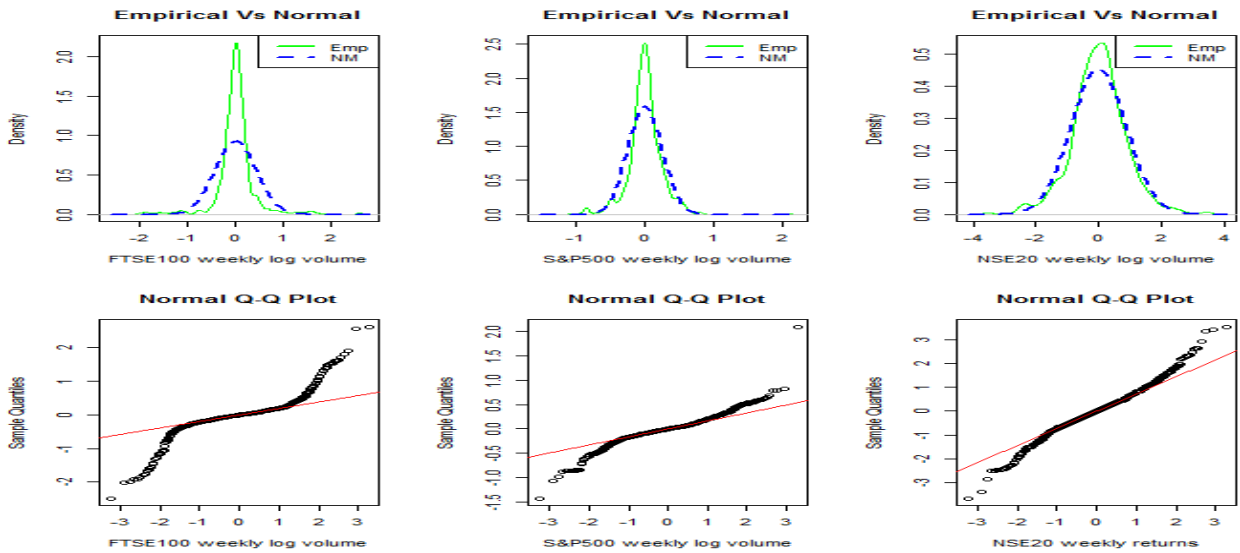 Empirical Vs Normal
Density
2.0
1.5
1.0
0.5
0.0
Emp
NM
-2 -1 0 1 2
FTSE100 weekly log volume
Empirical Vs Normal
Density
2.5
2.0
1.5
1.0
0.5
0.0
Emp
NM
-1 0 1 2
S&P500 weekly log volume
Empirical Vs Normal
Density
0.5
0.4
0.3
0.2
0.1
0.0
Emp
NM
-4 -2 0 2 4
NSE20 weekly log volume
Normal Q-Q Plot
Sample Quantiles
2
1
0
-1
-2
-3 -2 -1 0 1 2 3
FTSE100 weekly log volume
Normal Q-Q Plot
Sample Quantiles
2.0
1.5
1.0
0.5
0.0
-0.5
-1.5
-3 -2 -1 0 1 2 3
S&P500 weekly log volume
Normal Q-Q Plot
Sample Quantiles
3
2
1
0
-1
-2
-3
-3 -2 -1 0 1 2 3
NSE20 weekly returns